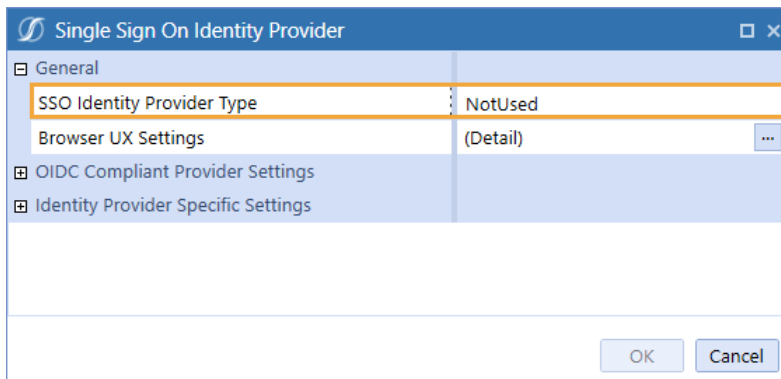 Single Sign On Identity Provider
General
SSO Identity Provider Type NotUsed
Browser UX Settings (Detail) ...
OIDC Compliant Provider Settings
Identity Provider Specific Settings
OK Cancel